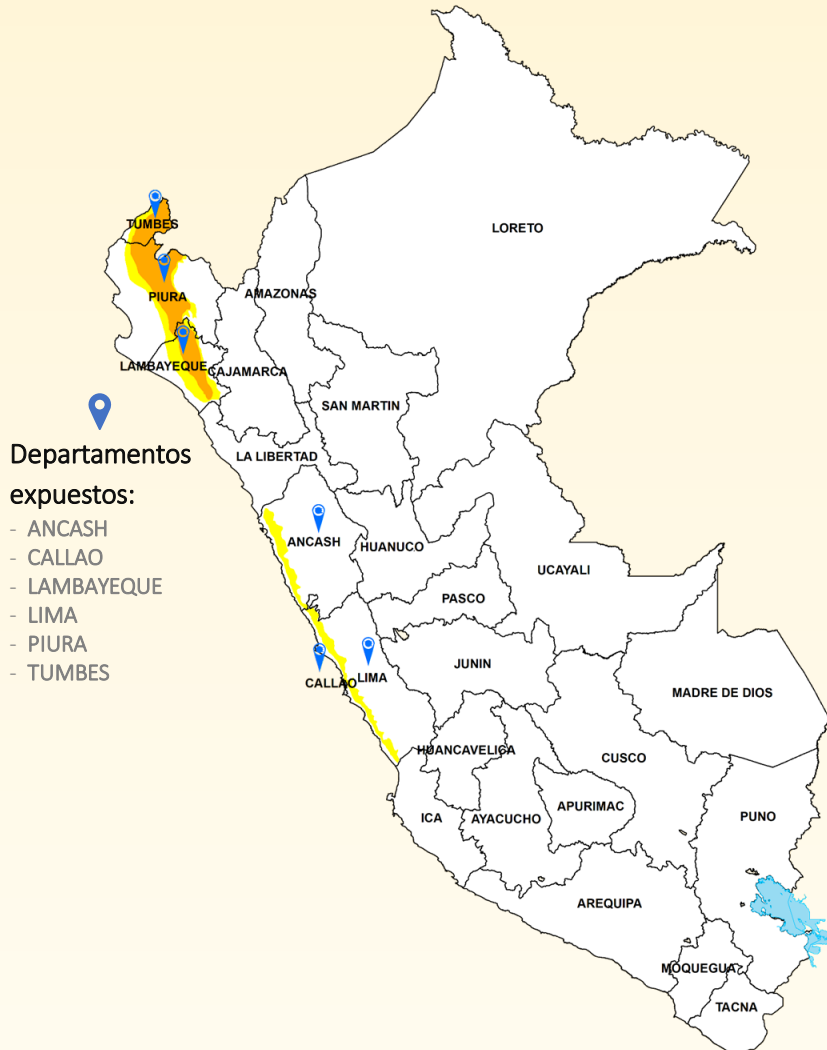 LORETO
TUMBES
PIURA
AMAZONAS
LAMBAYEQUE
CAJAMARCA
SAN MARTIN
LA LIBERTAD
Departamentos
expuestos:
- ANCASH
- CALLAO
- LAMBAYEQUE
- LIMA
- PIURA
- TUMBES
ANCASH
HUANUCO
UCAYALI
PASCO
JUNIN
LIMA
CALLAO
MADRE DE DIOS
HUANCAVELICA
CUSCO
APURIMAC
ICA
AYACUCHO
PUNO
AREQUIPA
MOQUEGUA
TACNA